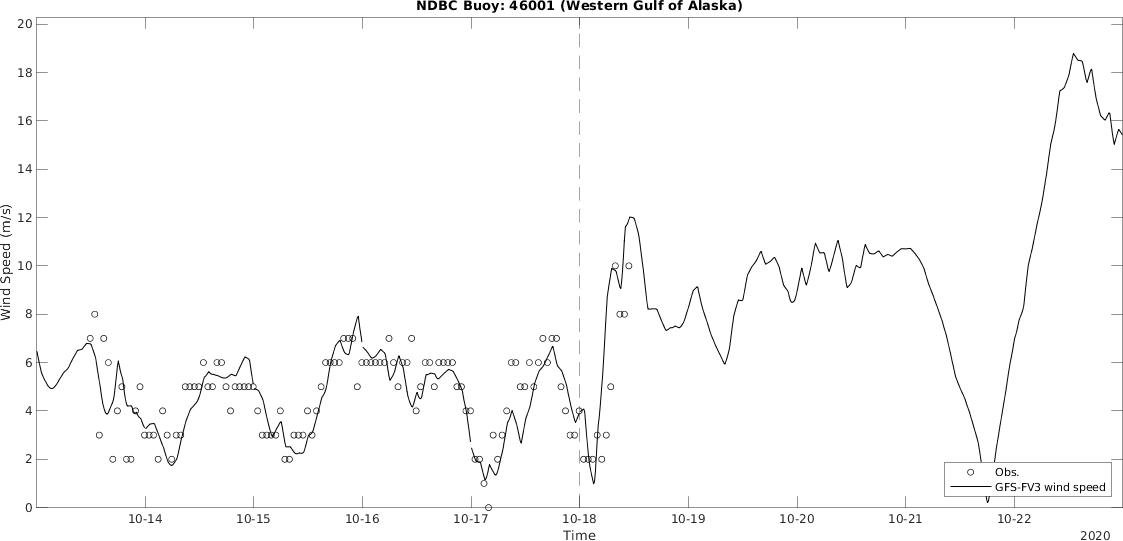 NDBC Buoy: 46001 (Western Gulf of Alaska)
20
18
16
14
12
10
8
6
4
2
0
Wind Speed (m/s)
10-14 10-15 10-16 10-17 10-18 10-19 10-20 10-21 10-22
Time
2020
Obs.
GFS-FV3 wind speed